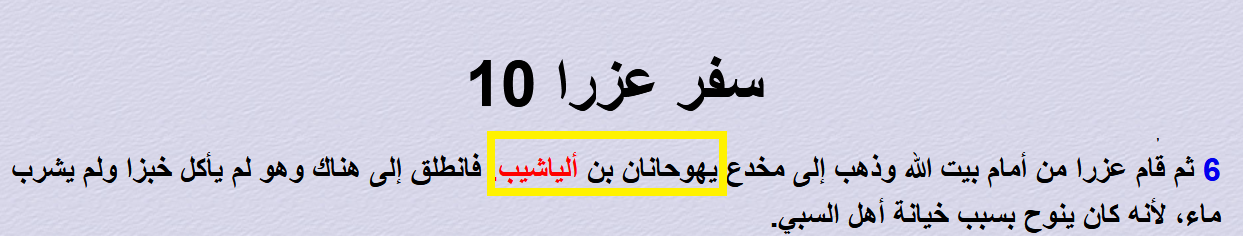 سفر عزرا 10
6 ثم قام عزرا من أمام بيت الله وذهب إلى مخدع يهوحانان بن ألياشيب. فانطلق إلى هناك وهو لم يأكل خبزا ولم يشرب
ماء، لأنه كان ينوح بسبب خيانة أهل السبي.